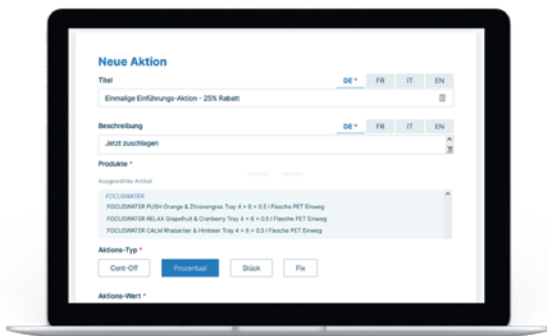 Neue Aktion
Titel DE * FR IT EN
Einmalige Einführungs-Aktion - 25% Rabatt
Beschreibung DE * FR IT EN
Jetzt zuschlagen
Produkte *
Ausgewählte Artikel
FOCUSWATER
FOCUSWATER PUSH Orange & Zitronengras Tray 4 x 6 x 0.5 l Flasche PET Einweg
FOCUSWATER RELAX Grapefruit & Cranberry Tray 4 x 6 x 0.5 l Flasche PET Einweg
FOCUSWATER CALM Rhabarber & Himbeer Tray 4 x 6 x 0.5 l Flasche PET Einweg
Aktions-Typ *
Cent-Off Prozentual Stück Fix
Aktions-Wert *